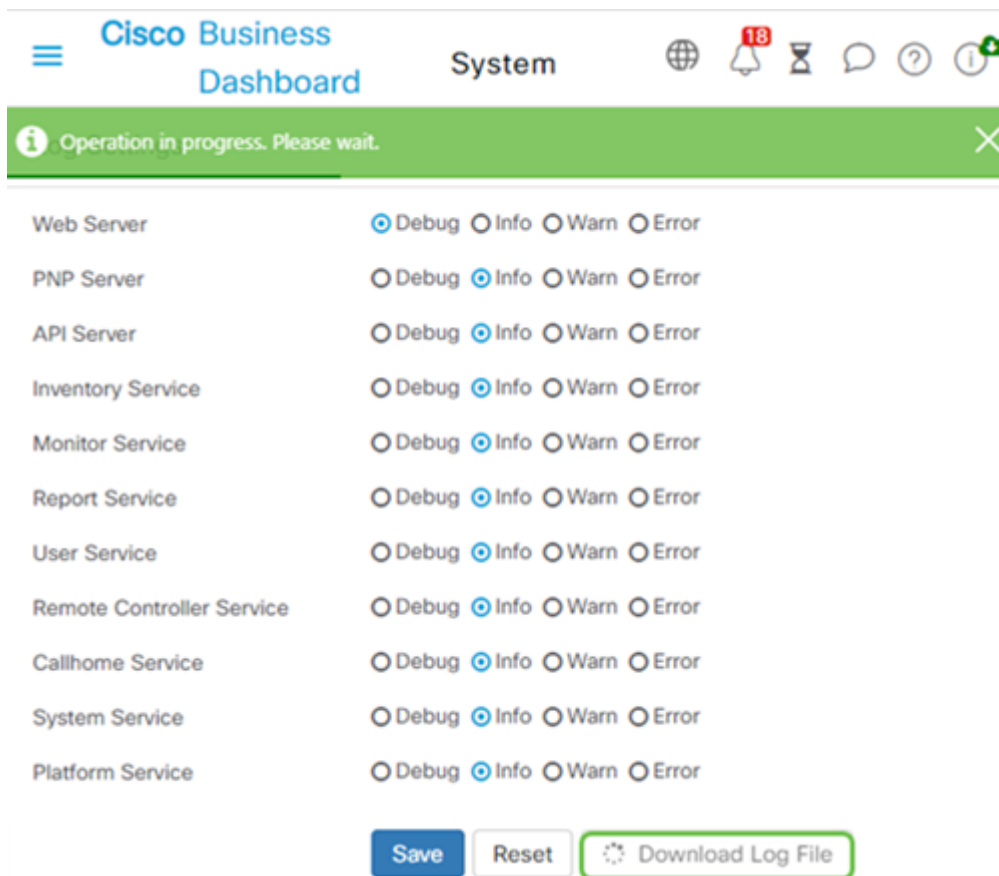 Cisco Business
Dashboard
System
18
Operation in progress. Please wait.
Web Server Debug Info Warn Error
PNP Server Debug Info Warn Error
API Server Debug Info Warn Error
Inventory Service Debug Info Warn Error
Monitor Service Debug Info Warn Error
Report Service Debug Info Warn Error
User Service Debug Info Warn Error
Remote Controller Service Debug Info Warn Error
Callhome Service Debug Info Warn Error
System Service Debug Info Warn Error
Platform Service Debug Info Warn Error
Save Reset Download Log File